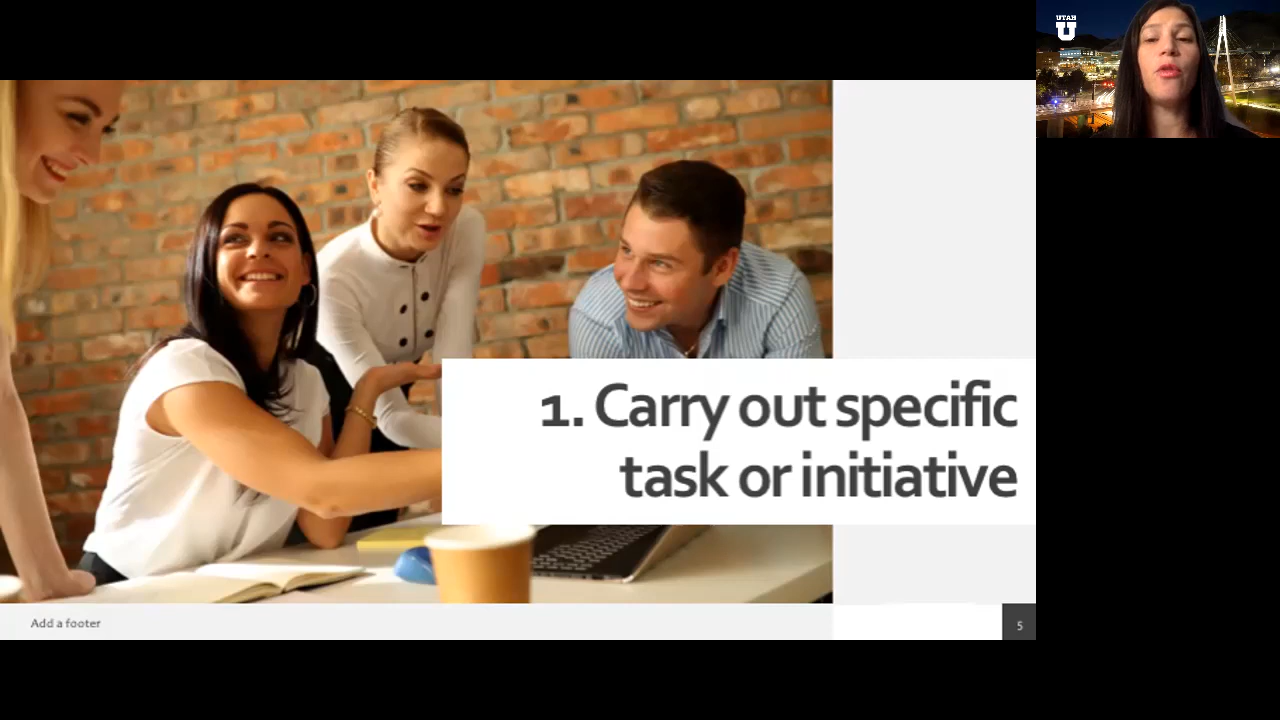 UTAH
U
1. Carry out specific
task or initiative
Add a footer
5